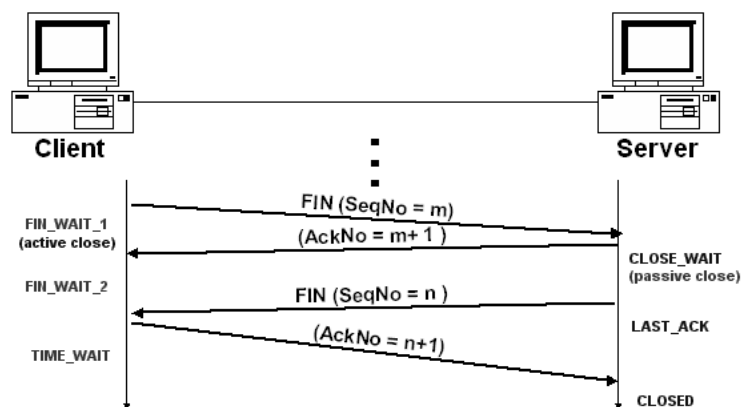 Client
Server
FIN (SeqNo = m)
FIN_WAIT_1
(active close)
(AckNo = m+ 1 )
CLOSE_WAIT
(passive close)
FIN_WAIT_2
FIN (SeqNo = n )
LAST_ACK
(AckNo = n+1)
TIME_WAIT
CLOSED